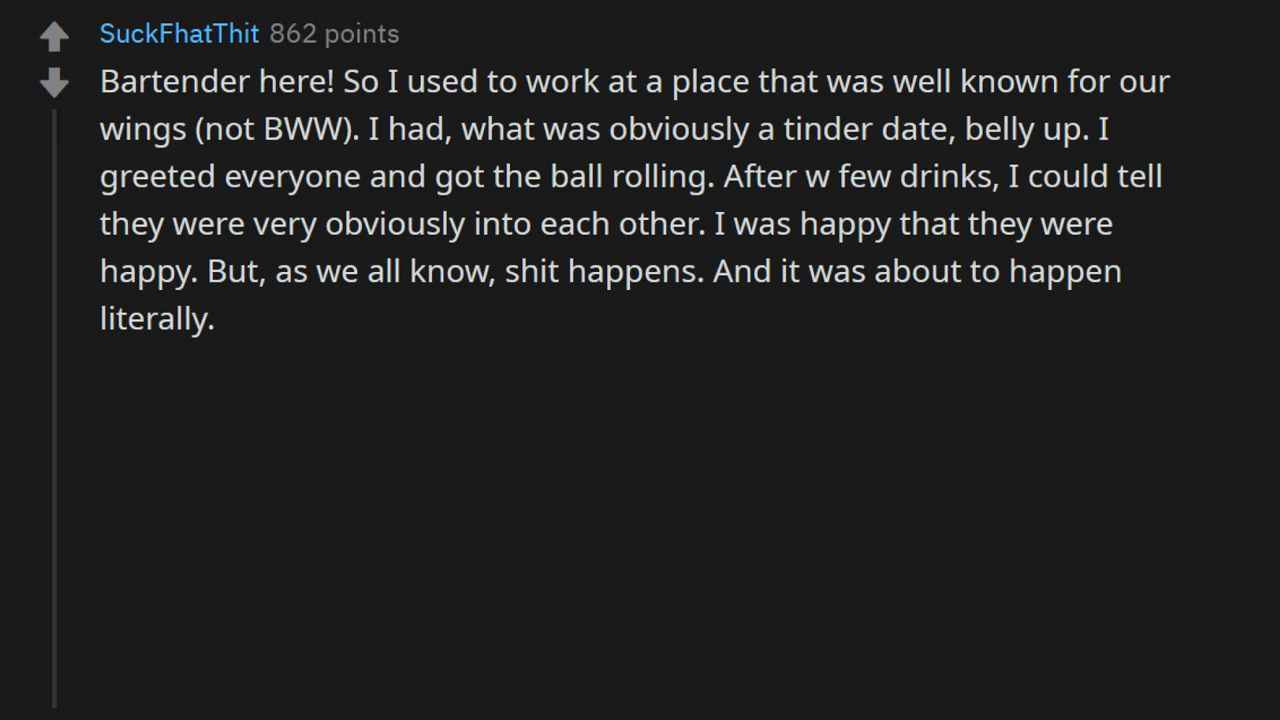 SuckFhatThit 862 points
Bartender here! So I used to work at a place that was well known for our
wings (not BWW). I had, what was obviously a tinder date, belly up. I
greeted everyone and got the ball rolling. After w few drinks, I could tell
they were very obviously into each other. I was happy that they were
happy. But, as we all know, shit happens. And it was about to happen
literally.